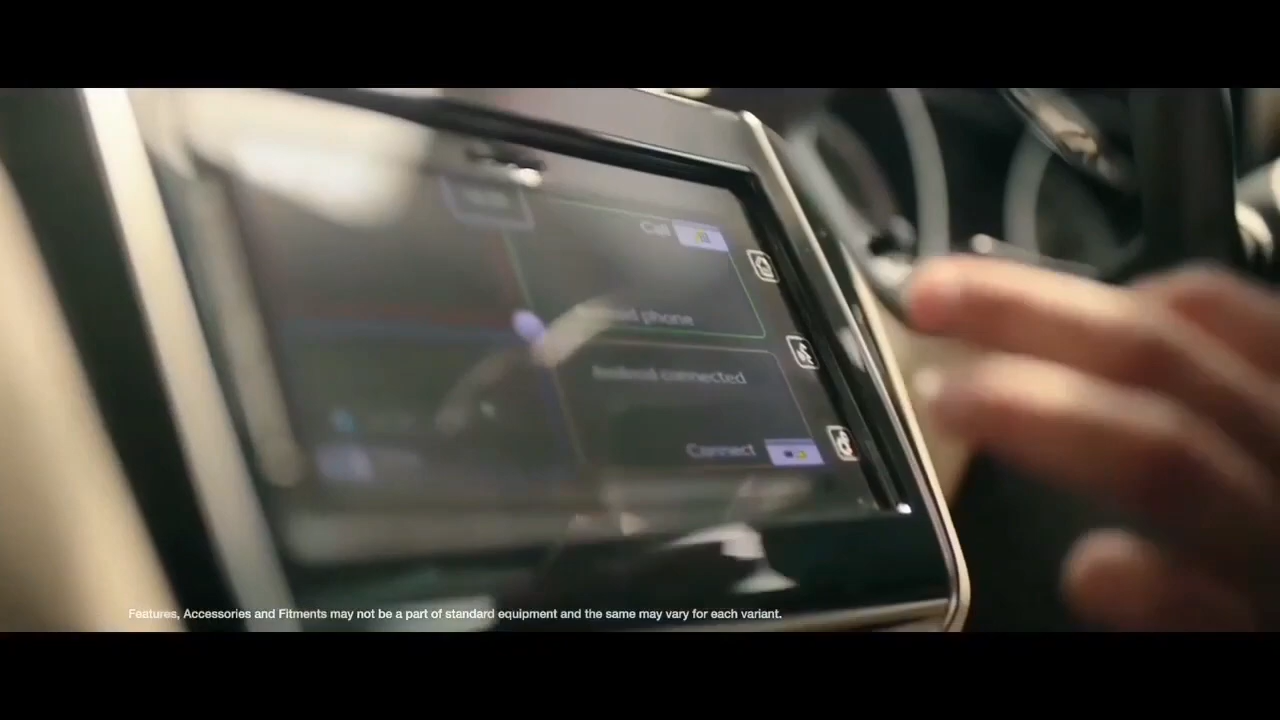 Call
phone
connected
Connect
Features, Accessories and Fitments may not be a part of standard equipment and the same may vary for each variant.